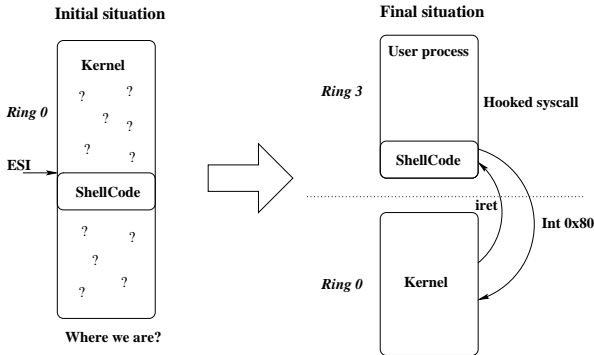 Initial situation
Kernel
? ?
? ?
? ?
Ring 0
ESI
ShellCode
? ?
?
? ?
Where we are?
Final situation
User process
Ring 3
Hooked syscall
ShellCode
iret
Int 0x80
Ring 0
Kernel